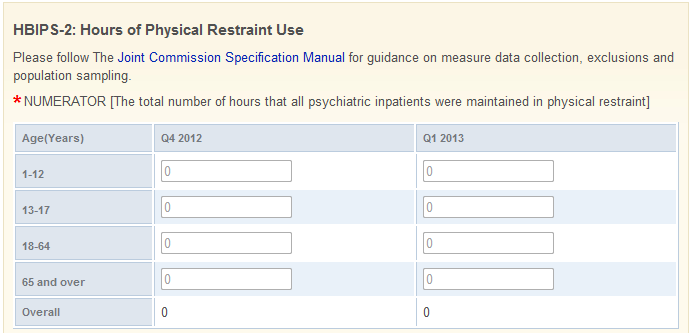 HBIPS-2: Hours of Physical Restraint Use
Please follow The Joint Commission Specification Manual for guidance on measure data collection, exclusions and
population sampling.
*NUMERATOR [The total number of hours that all psychiatric inpatients were maintained in physical restraint]
Age(Years) Q4 2012 Q1 2013
1-12 0 0
13-17 0 0
18-64 0 0
65 and over 0 0
Overall 0 0